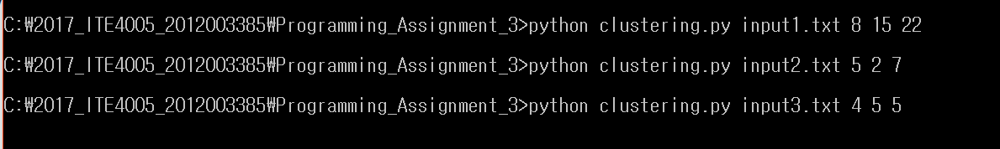 C:₩2017_ITE4005_2012003385₩Programming_Assignment_3>python clustering.py input1.txt 8 15 22
C:₩2017_ITE4005_2012003385₩Programming_Assignment_3>python clustering.py input2.txt 5 2 7
C:₩2017_ITE4005_2012003385₩Programming_Assignment_3>python clustering.py input3.txt 4 5 5